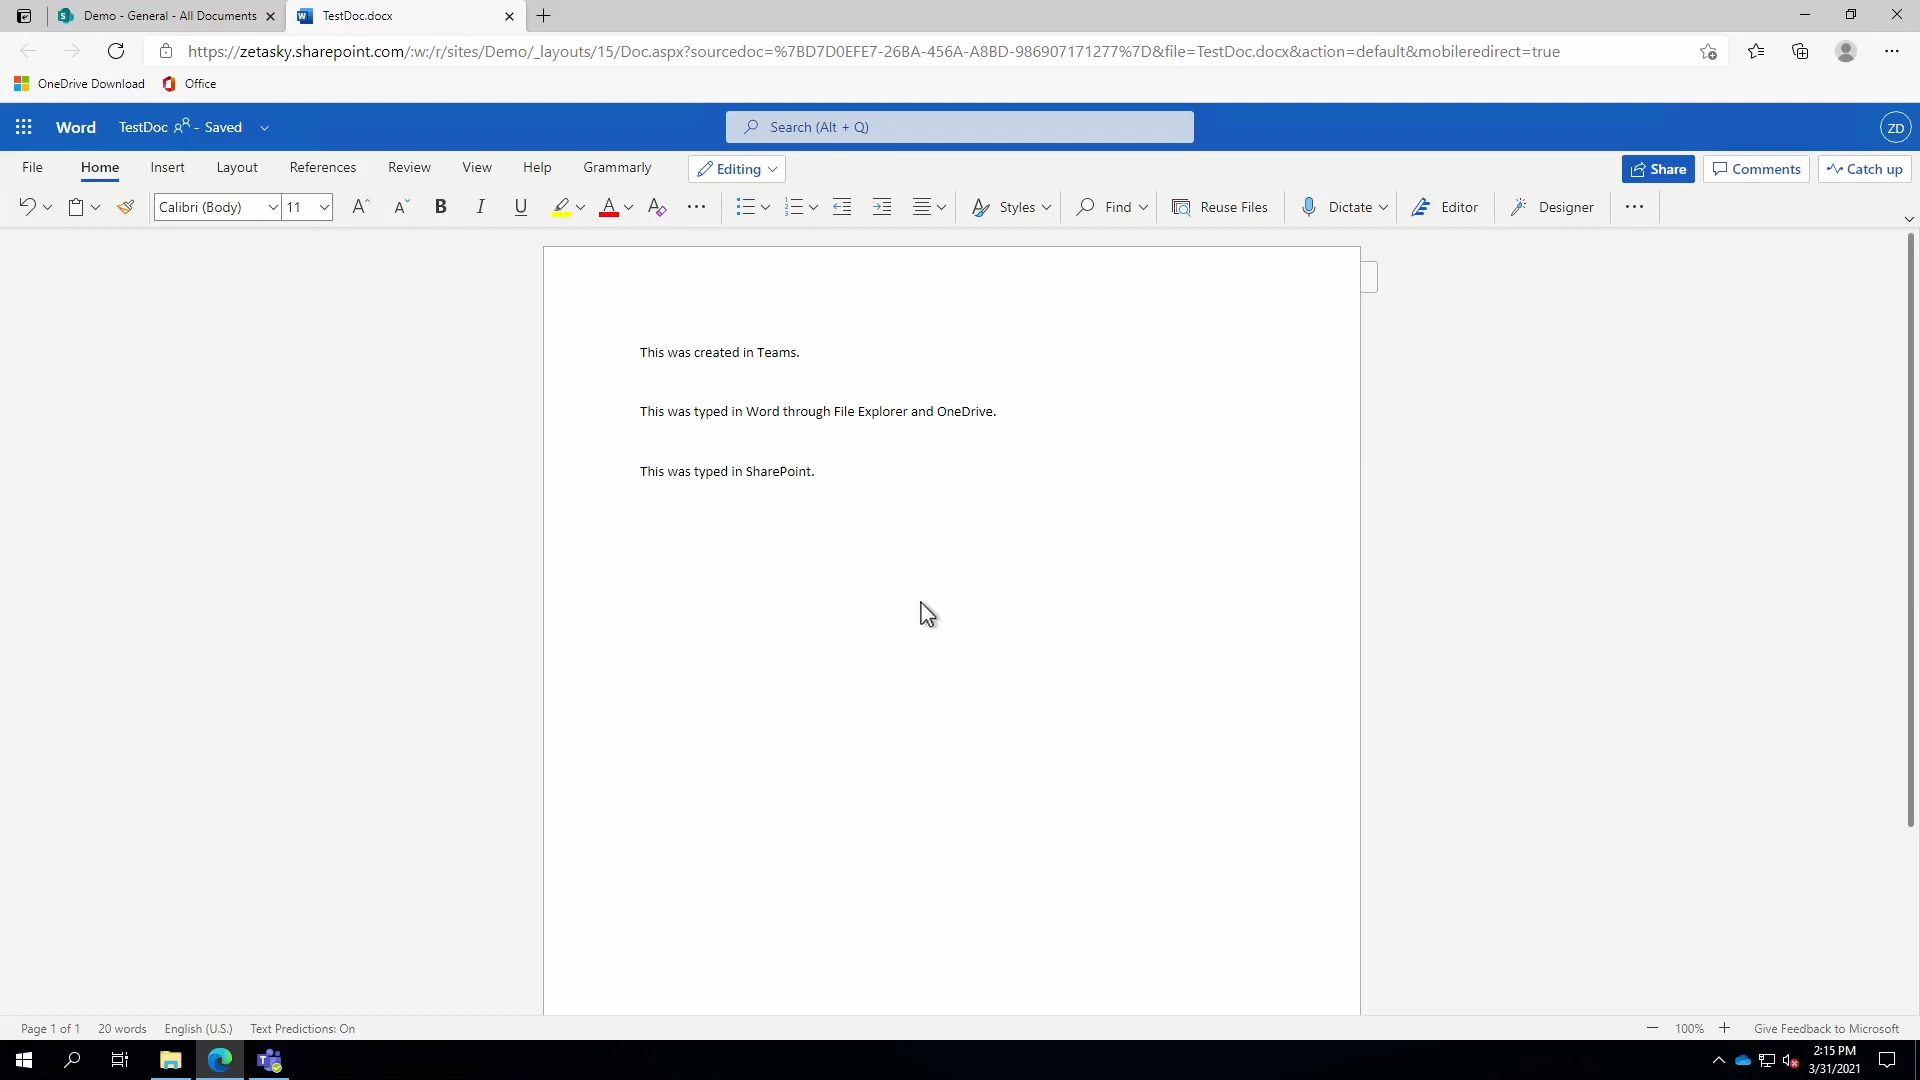 Demo - General - All Documents
TestDoc.docx
https://zetasky.sharepoint.com/:w:/r/sites/Demo/_layouts/15/Doc.aspx?sourcedoc=%7BD7D0EFE7-26BA-456A-A8BD-986907171277%7D&file=TestDoc.docx&action=default&mobileredirect=true
OneDrive Download Office
Word TestDoc - Saved Search (Alt + Q) ZD
File Home Insert Layout References Review View Help Grammarly Editing Share Comments Catch up
Calibri (Body) 11 A A B I U A A Styles Find Reuse Files Dictate Editor Designer
This was created in Teams.
This was typed in Word through File Explorer and OneDrive.
This was typed in SharePoint.
Page 1 of 1 20 words English (U.S.) Text Predictions: On 100% Give Feedback to Microsoft
2:15 PM
3/31/2021